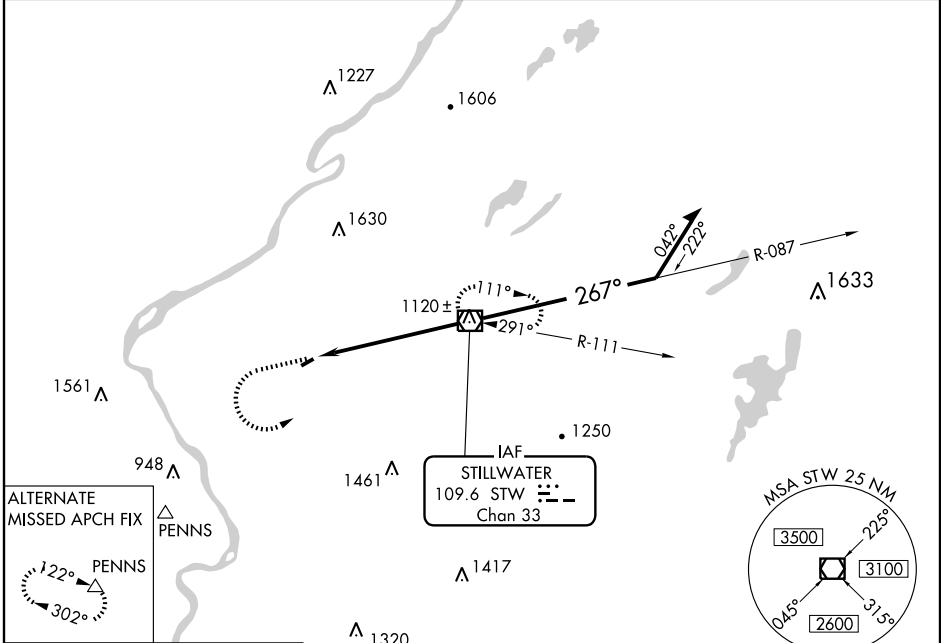 1227
1606
1630
042°
222°
R-087
1633
267°
1120 ±
111°
291°
R-111
1561
1250
948
1461
IAF
STILLWATER
109.6 STW
Chan 33
ALTERNATE
MISSED APCH FIX
PENNS
PENNS
122°
302°
1417
1320
MSA STW 25 NM
3500
225°
3100
045°
315°
2600